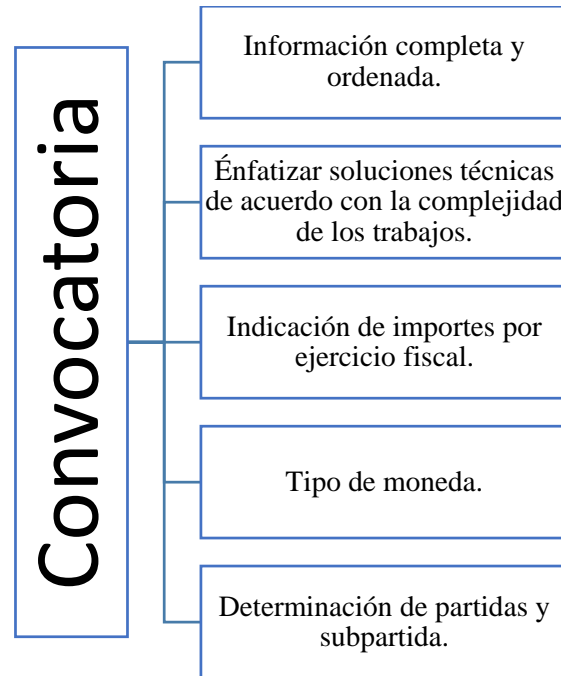 Convocatoria
Información completa y
ordenada.
Énfatizar soluciones técnicas
de acuerdo con la complejidad
de los trabajos.
Indicación de importes por
ejercicio fiscal.
Tipo de moneda.
Determinación de partidas y
subpartida.